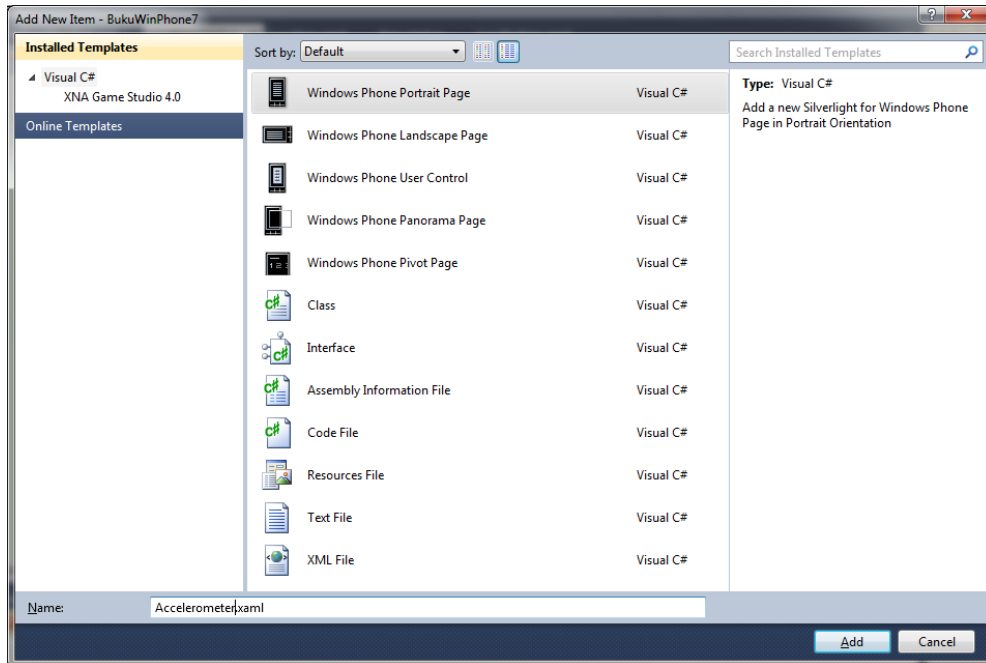 Add New Item - BukuWinPhone7
Installed Templates
Visual C#
XNA Game Studio 4.0
Online Templates
Sort by: Default
Search Installed Templates
Windows Phone Portrait Page Visual C#
Windows Phone Landscape Page Visual C#
Windows Phone User Control Visual C#
Windows Phone Panorama Page Visual C#
Windows Phone Pivot Page Visual C#
Class Visual C#
Interface Visual C#
Assembly Information File Visual C#
Code File Visual C#
Resources File Visual C#
Text File Visual C#
XML File Visual C#
Type: Visual C#
Add a new Silverlight for Windows Phone
Page in Portrait Orientation
Name: Accelerometer.xaml
Add Cancel